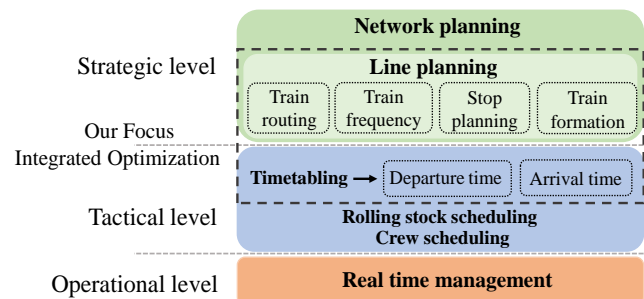 Network planning
Strategic level
Line planning
Train routing
Train frequency
Stop planning
Train formation
Our Focus
Integrated Optimization
Timetabling
Departure time
Arrival time
Tactical level
Rolling stock scheduling
Crew scheduling
Operational level
Real time management